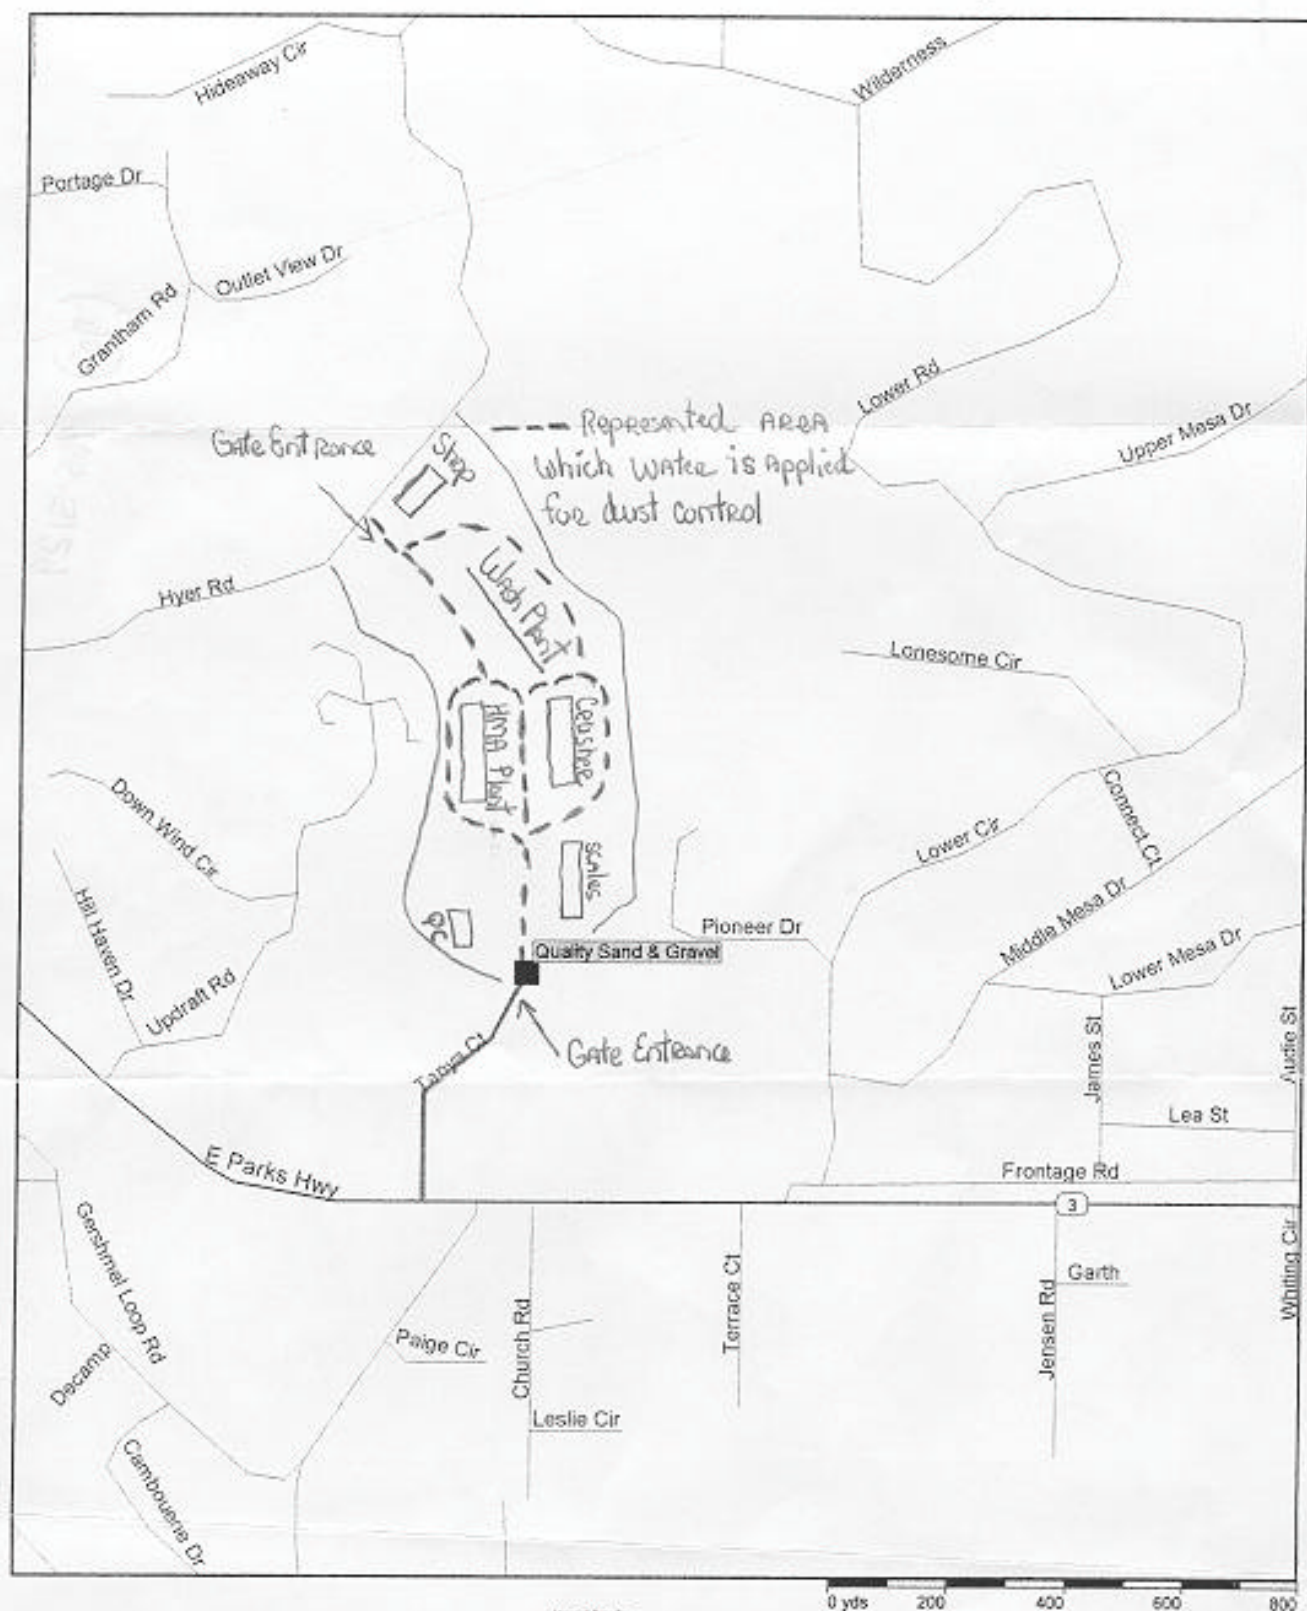 Hideaway Cir
Wilderness
Portage Dr
Outlet View Dr
Grantham Rd
Lower Rd
Upper Mesa Dr
Gate Entrance
Shop
Represented AREA
which water is Applied
for dust control
Wash Plant
Hyer Rd
Lonesome Cir
HMA Plant
Crusher
Down Wind Cir
Connect Ct
Lower Cir
Scales
Hill Haven Dr
QC
Pioneer Dr
Middle Mesa Dr
Quality Sand & Gravel
Lower Mesa Dr
Updraft Rd
Gate Entrance
Tanya Ct
James St
Audie St
Lea St
E Parks Hwy
Frontage Rd
3
Gershmel Loop Rd
Garth
Whiting Cir
Terrace Ct
Jensen Rd
Church Rd
Paige Cir
Decamp
Leslie Cir
Cambouerie Dr
0 yds 200 400 600 800